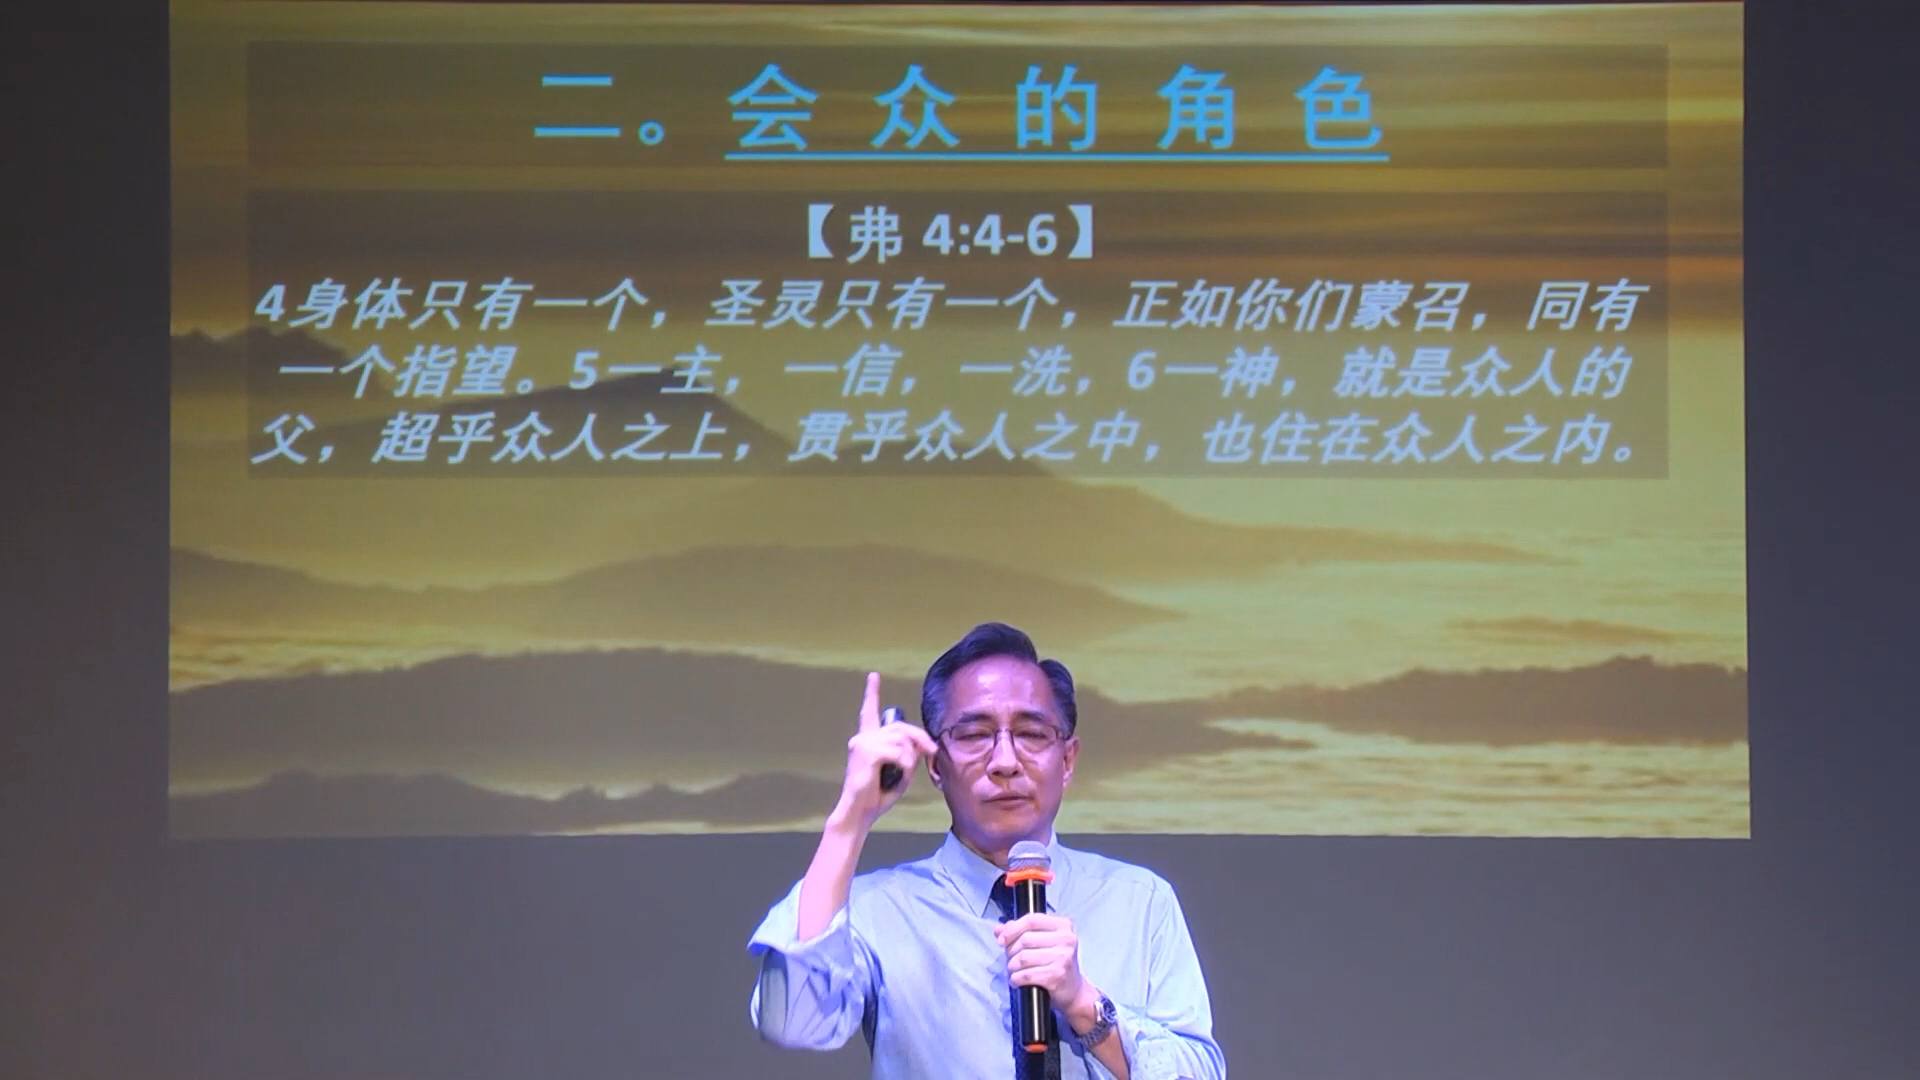 二。会众的角色
【弗 4:4-6】
4身体只有一个，圣灵只有一个，正如你们蒙召，同有
一个指望。5一主，一信，一洗，6一神，就是众人的
父，超乎众人之上，贯乎众人之中，也住在众人之内。